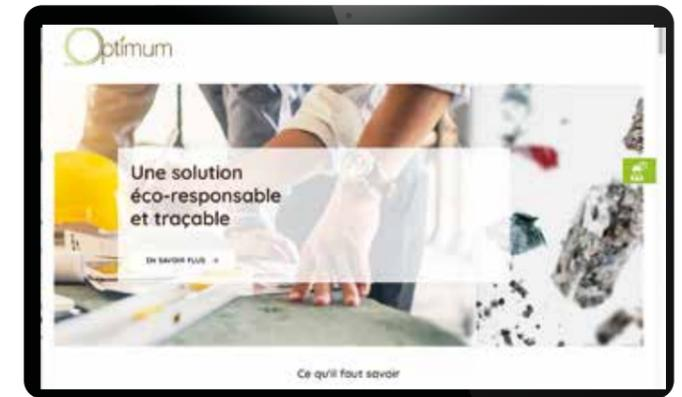 Optimum
Une solution
éco-responsable
et traçable
EN SAVOIR PLUS →
Ce qu'il faut savoir